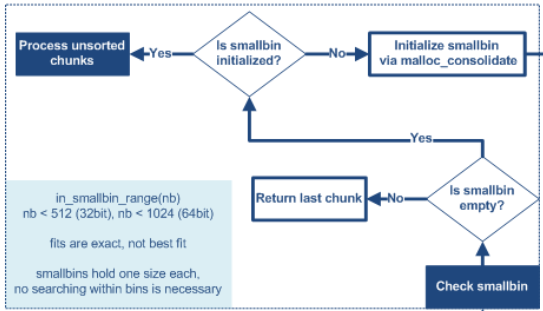 Process unsorted
chunks
Yes
Is smallbin
initialized?
No
Initialize smallbin
via malloc_consolidate
Yes
in_smallbin_range(nb)
nb < 512 (32bit), nb < 1024 (64bit)
fits are exact, not best fit
smallbins hold one size each,
no searching within bins is necessary
Return last chunk
No
Is smallbin
empty?
Check smallbin